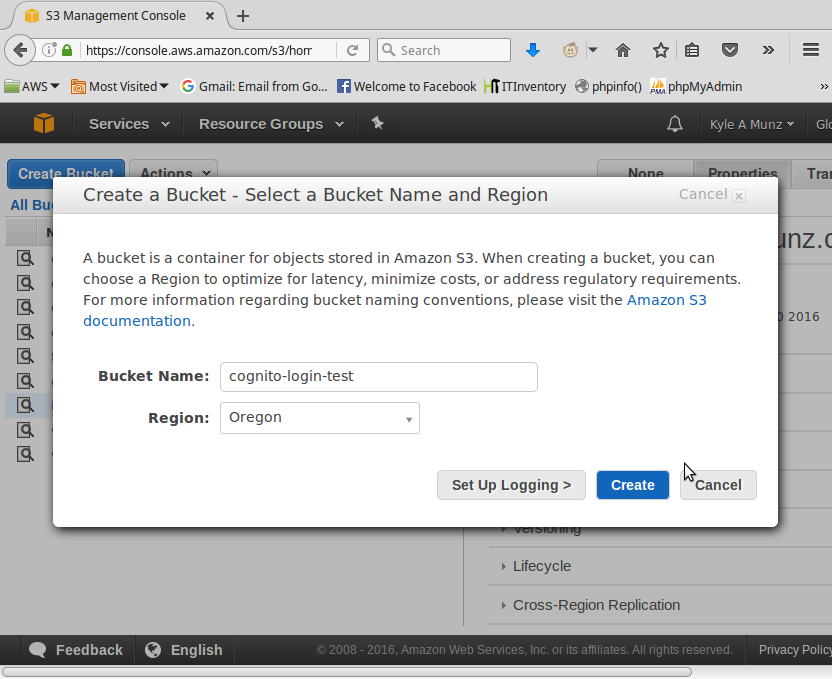 S3 Management Console
https://console.aws.amazon.com/s3/hom
Search
AWS Most Visited Gmail: Email from Go... Welcome to Facebook ITInventory phpinfo() PMA phpMyAdmin
Services Resource Groups Kyle A Munz Glo
Create Bucket Actions None Properties Tran
All Bu
Create a Bucket - Select a Bucket Name and Region Cancel
A bucket is a container for objects stored in Amazon S3. When creating a bucket, you can
choose a Region to optimize for latency, minimize costs, or address regulatory requirements.
For more information regarding bucket naming conventions, please visit the Amazon S3
documentation.
2016
Bucket Name: cognito-login-test
Region: Oregon
Set Up Logging > Create Cancel
Versioning
Lifecycle
Cross-Region Replication
Feedback English © 2008 - 2016, Amazon Web Services, Inc. or its affiliates. All rights reserved. Privacy Policy